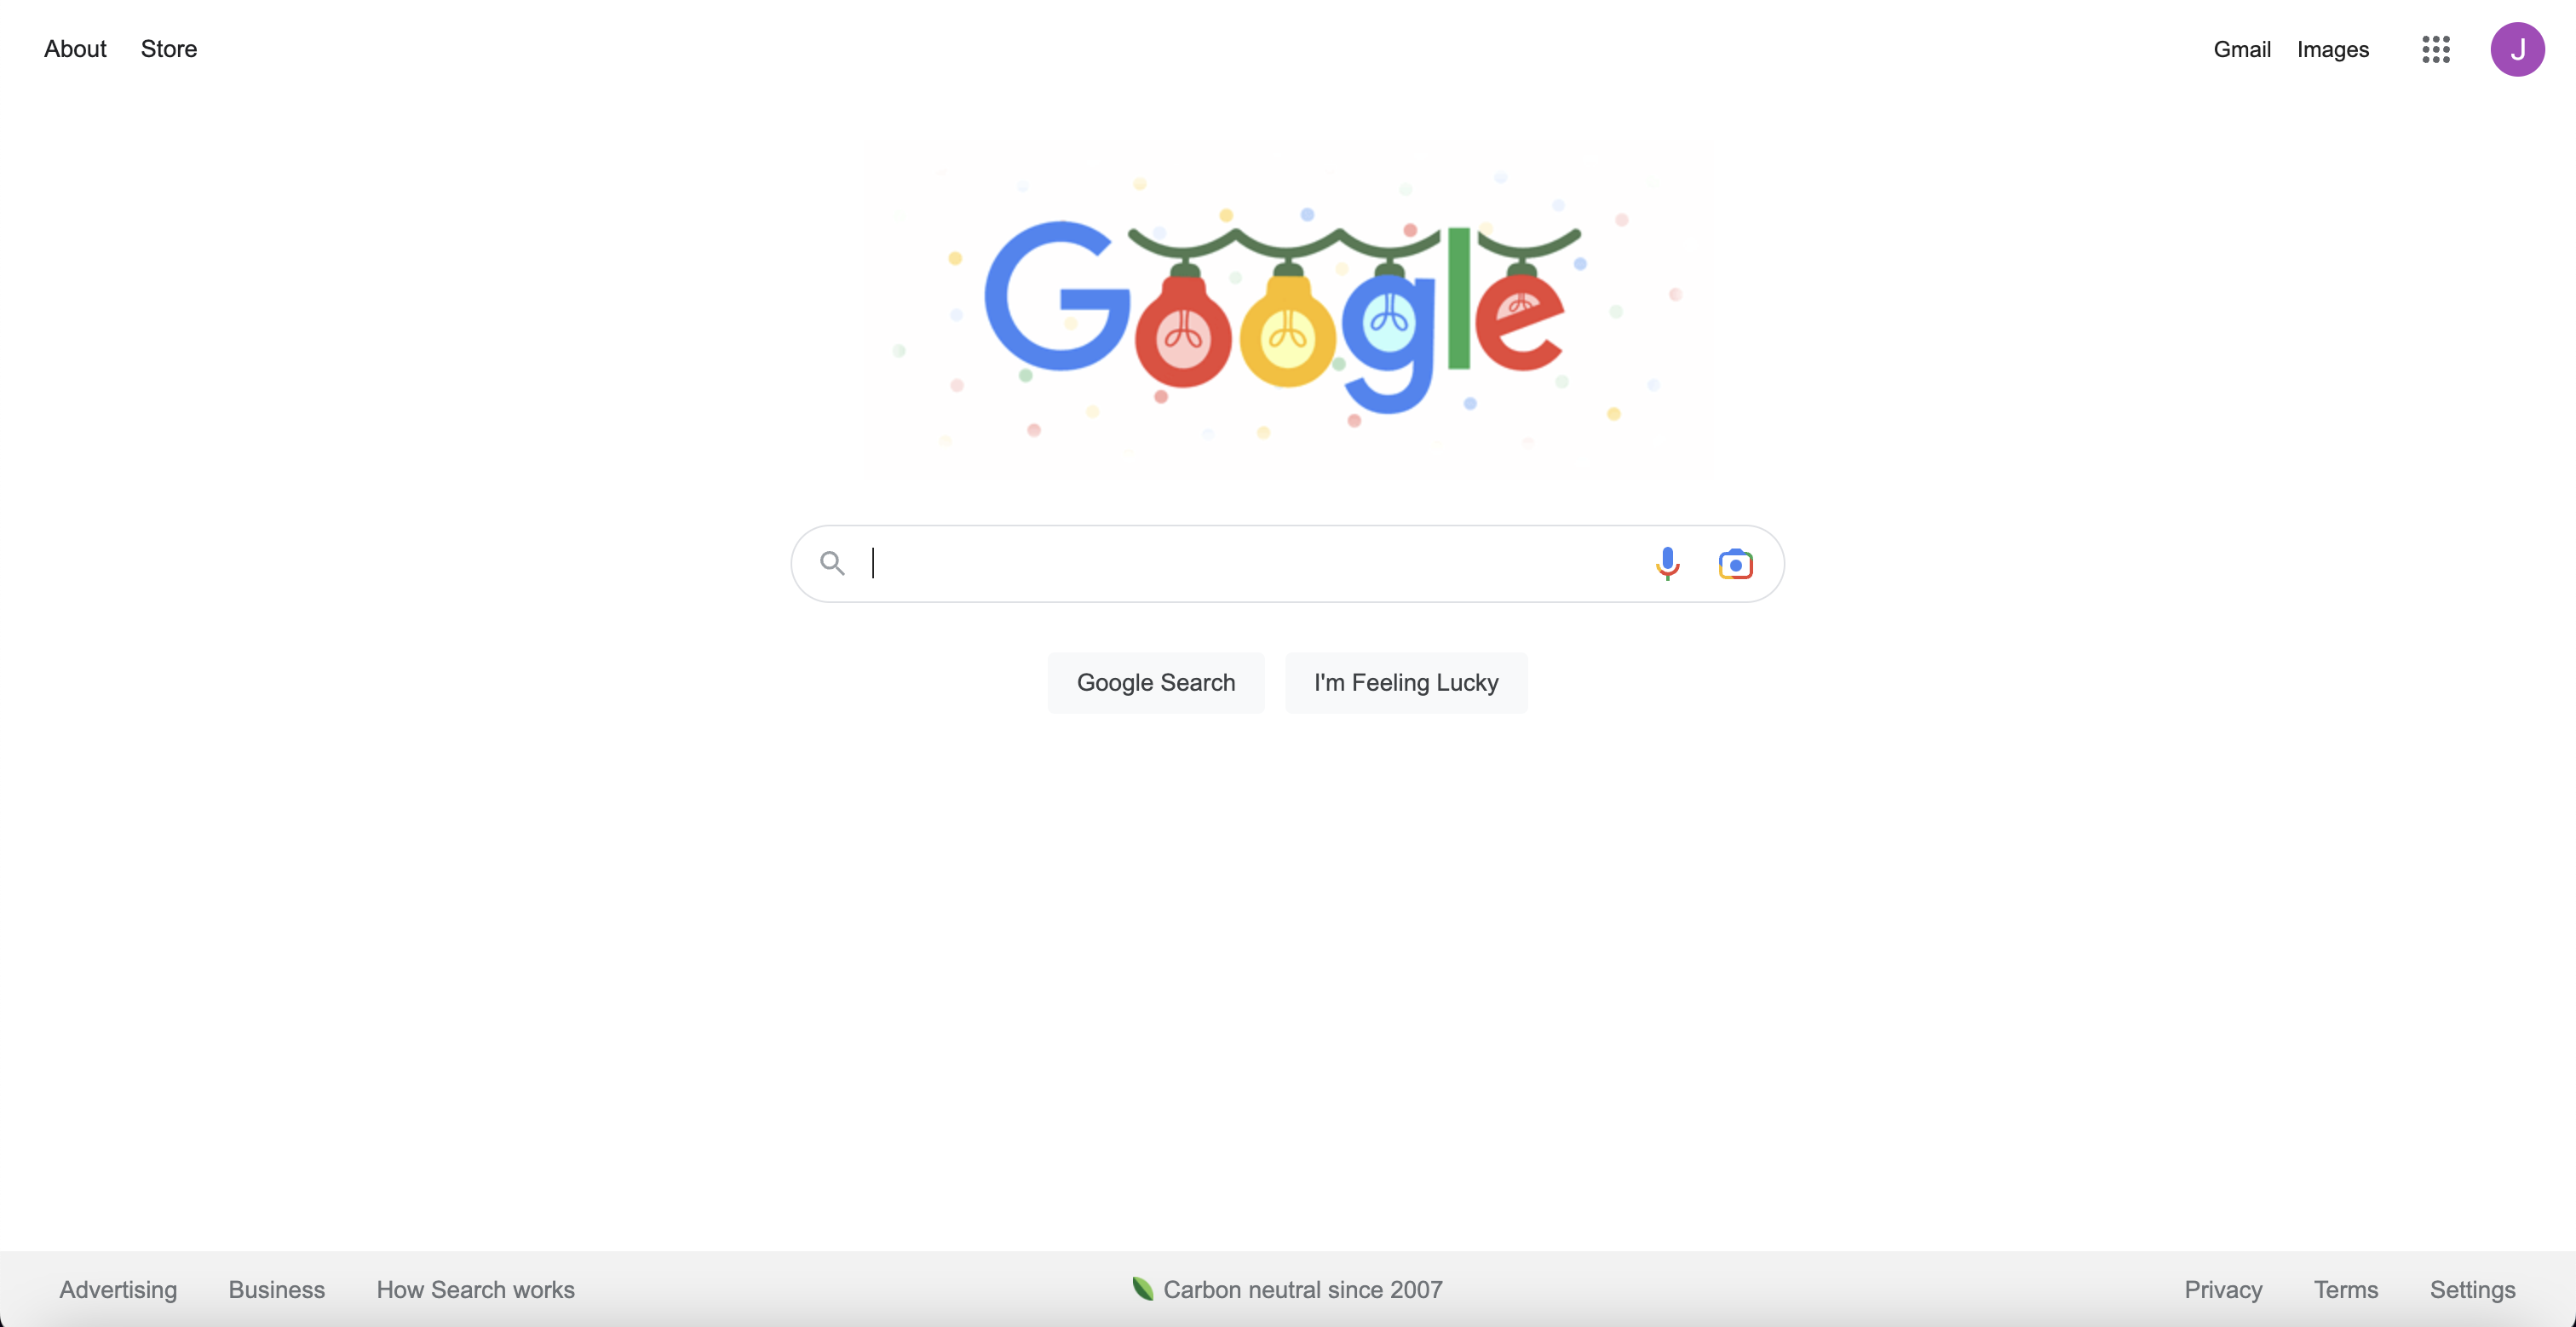 About Store
Gmail Images
J
Google
Google Search
I'm Feeling Lucky
Advertising Business How Search works
Carbon neutral since 2007
Privacy Terms Settings